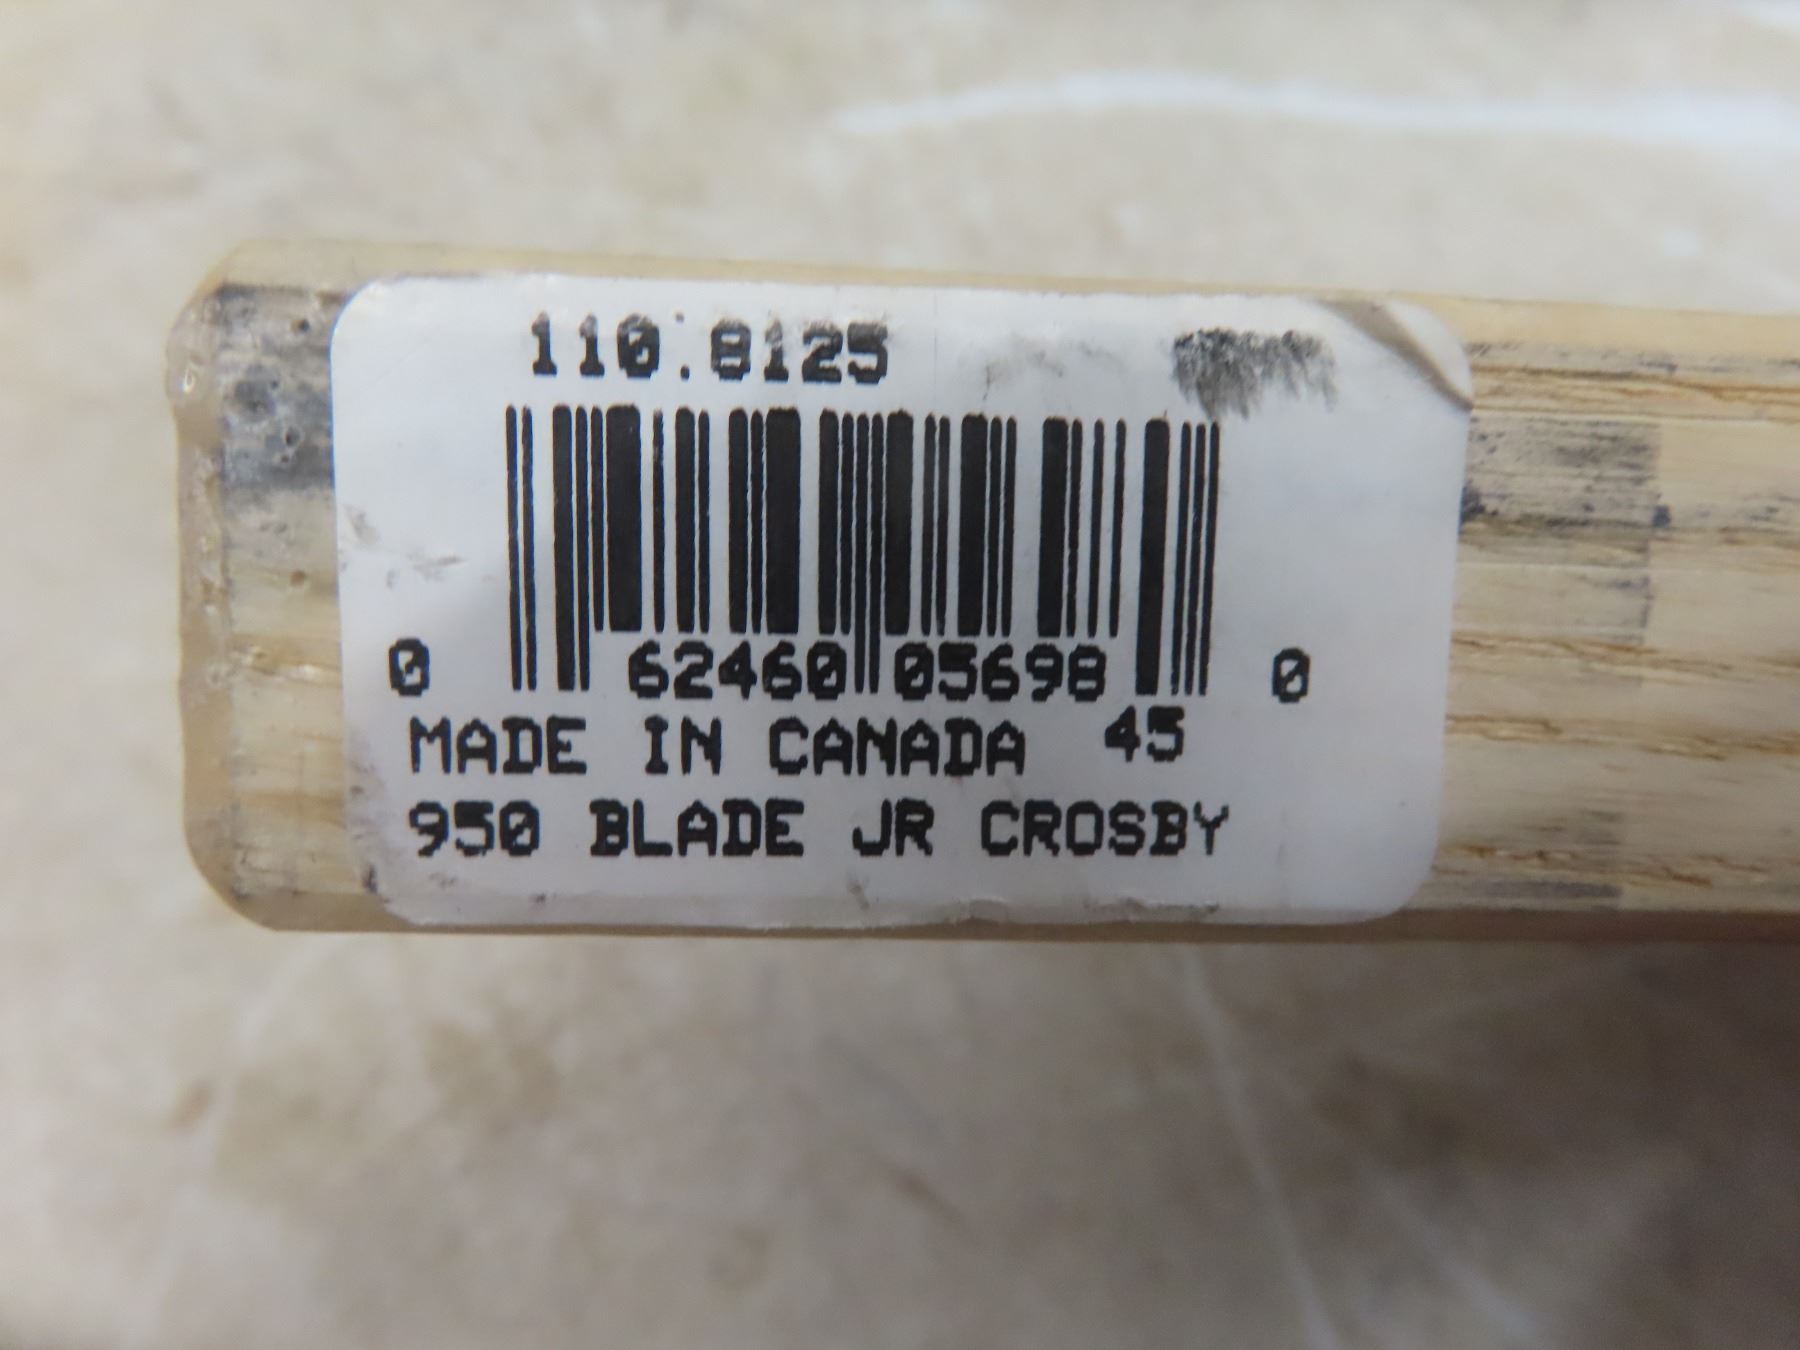 110.8125
0 62460 05698 0
MADE IN CANADA 45
950 BLADE JR CROSBY